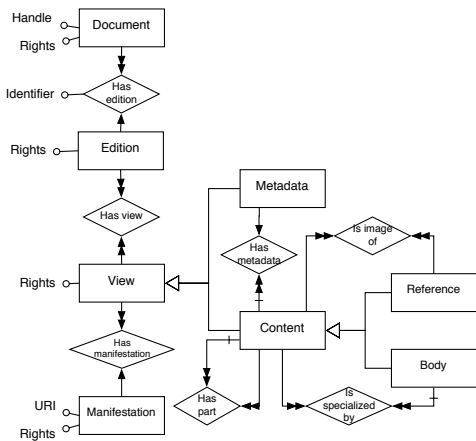 Handle
Document
Rights
Has
edition
Identifier
Rights
Edition
Has view
Metadata
Is image
of
Has
metadata
Rights
View
Reference
Content
Has
manifestation
Body
URI
Manifestation
Rights
Has
part
Is
specialized
by